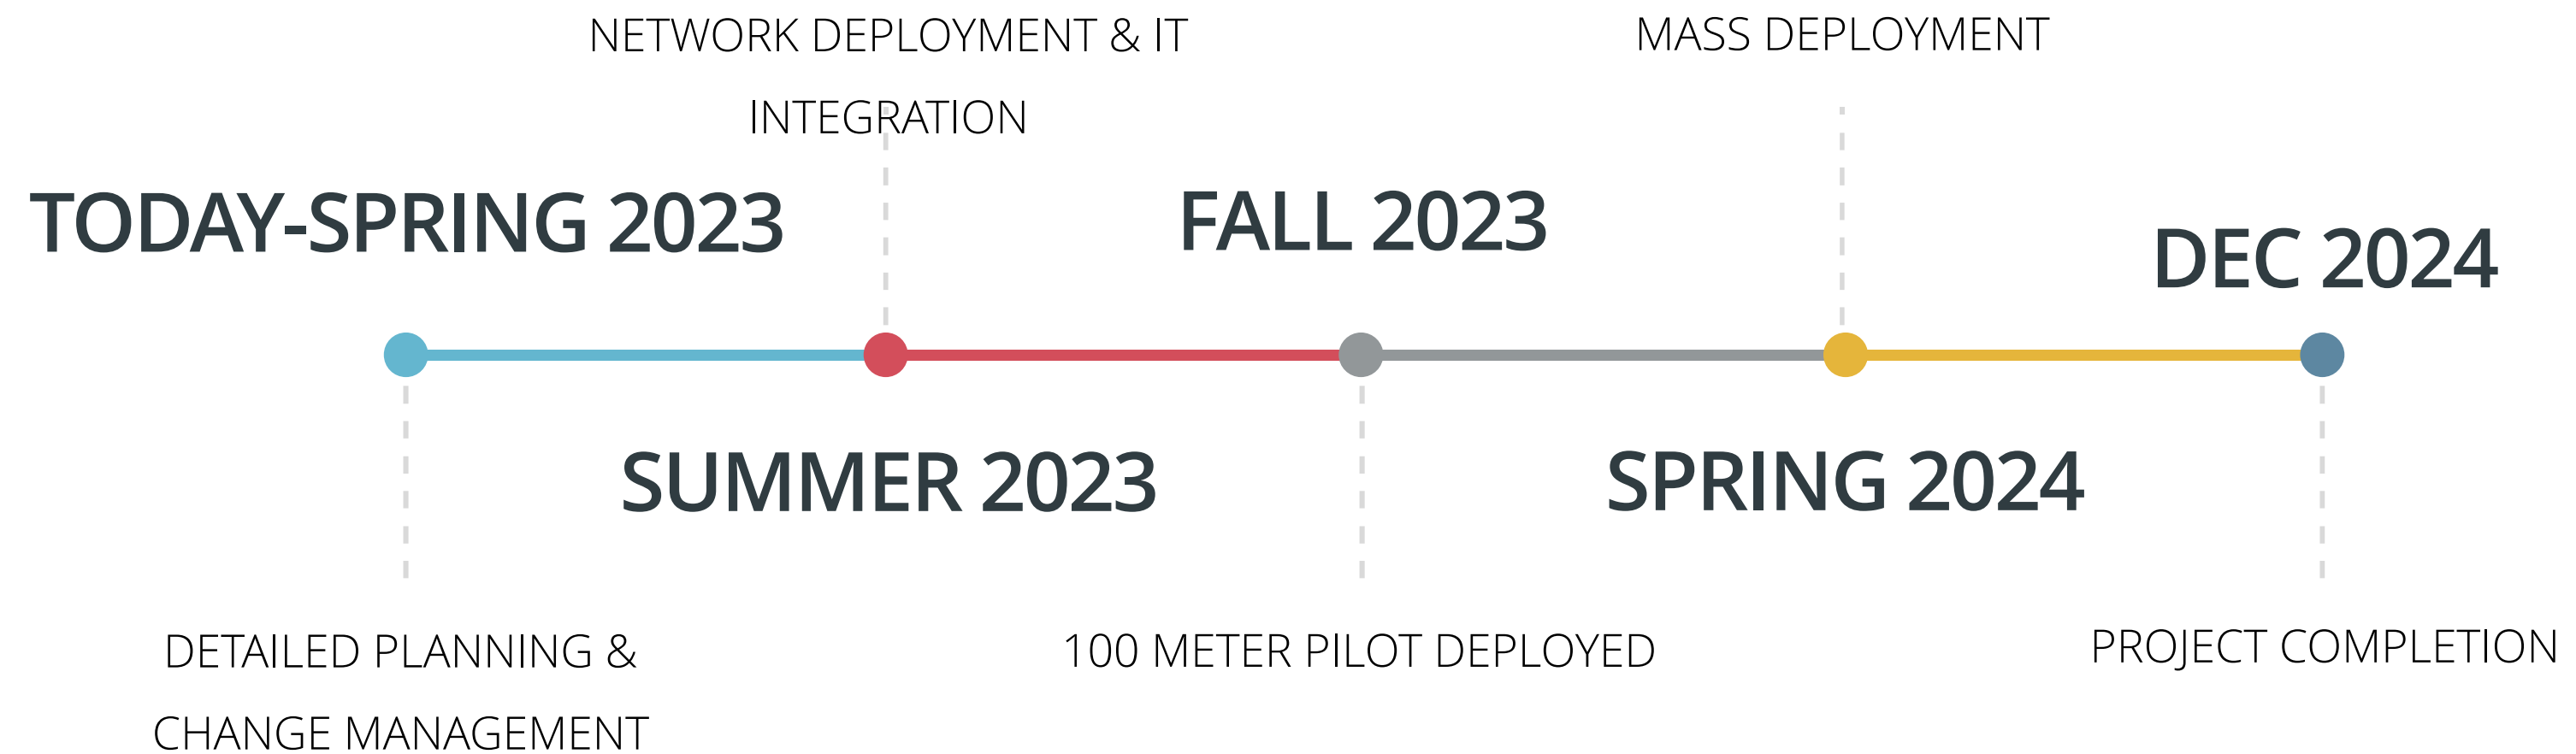 NETWORK DEPLOYMENT & IT
INTEGRATION
MASS DEPLOYMENT
TODAY-SPRING 2023
FALL 2023
DEC 2024
SUMMER 2023
SPRING 2024
DETAILED PLANNING &
CHANGE MANAGEMENT
100 METER PILOT DEPLOYED
PROJECT COMPLETION